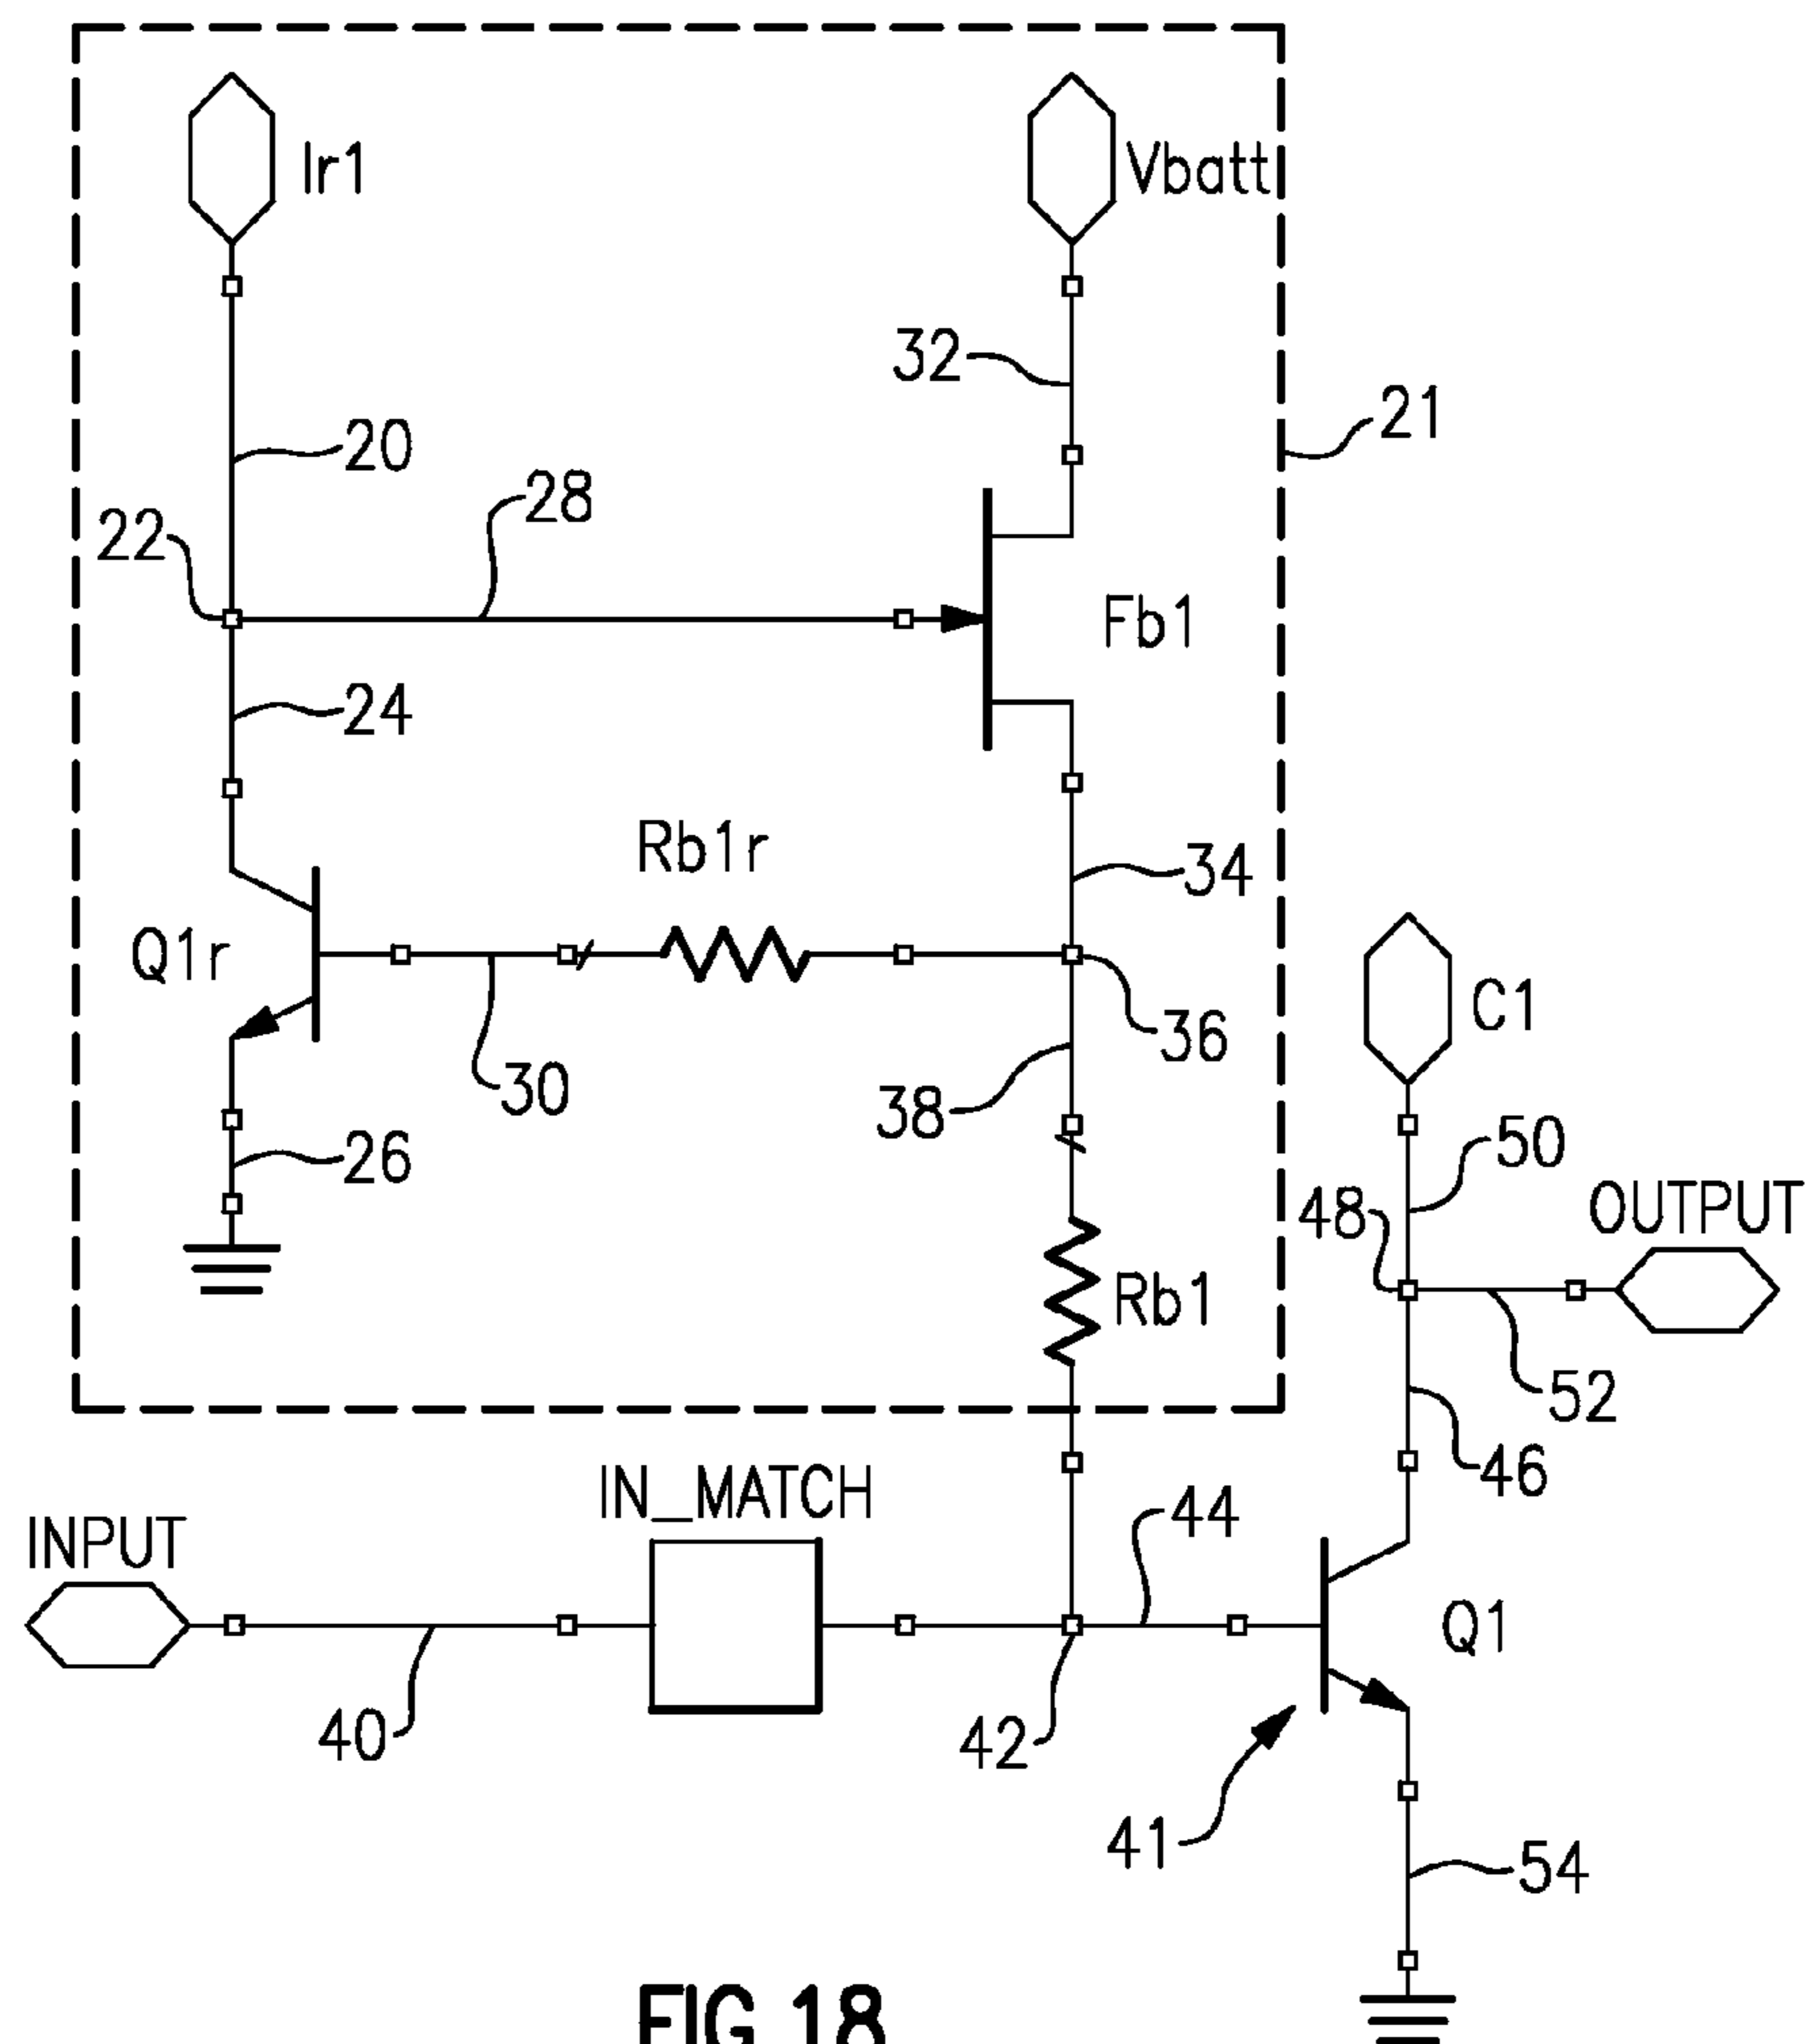 Ir1
Vbatt
32
20
21
28
22
Fb1
24
Rb1r
34
Q1r
C1
36
30
38
50
26
48
OUTPUT
Rb1
52
46
IN_MATCH
44
INPUT
Q1
40
42
41
54
FIG.18